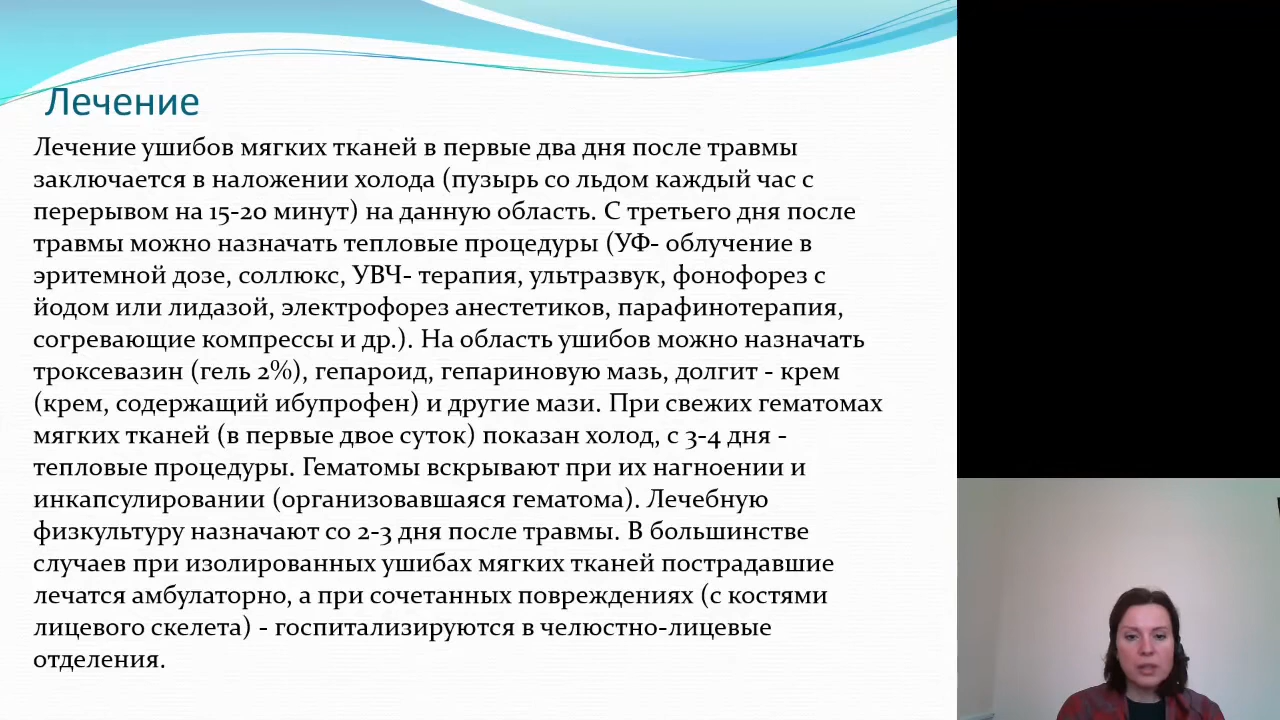 Лечение
Лечение ушибов мягких тканей в первые два дня после травмы
заключается в наложении холода (пузырь со льдом каждый час с
перерывом на 15-20 минут) на данную область. С третьего дня после
травмы можно назначать тепловые процедуры (УФ- облучение в
эритемной дозе, соллюкс, УВЧ- терапия, ультразвук, фонофорез с
йодом или лидазой, электрофорез анестетиков, парафинотерапия,
согревающие компрессы и др.). На область ушибов можно назначать
троксевазин (гель 2%), гепароид, гепариновую мазь, долгит - крем
(крем, содержащий ибупрофен) и другие мази. При свежих гематомах
мягких тканей (в первые двое суток) показан холод, с 3-4 дня -
тепловые процедуры. Гематомы вскрывают при их нагноении и
инкапсулировании (организовавшаяся гематома). Лечебную
физкультуру назначают со 2-3 дня после травмы. В большинстве
случаев при изолированных ушибах мягких тканей пострадавшие
лечатся амбулаторно, а при сочетанных повреждениях (с костями
лицевого скелета) - госпитализируются в челюстно-лицевые
отделения.